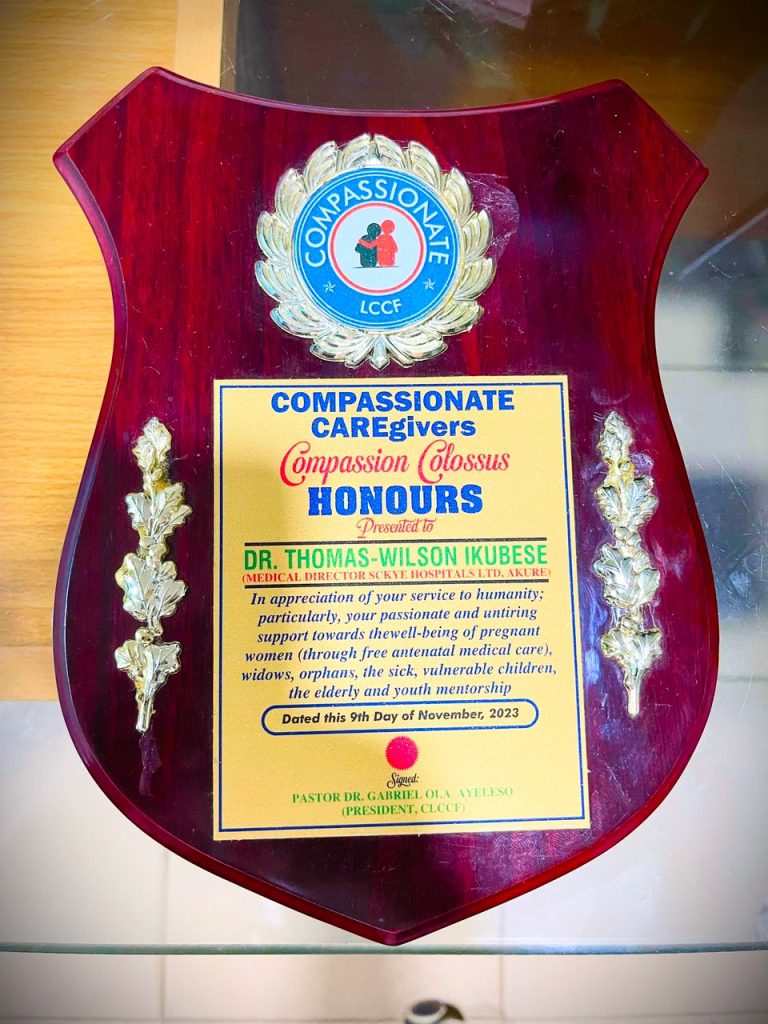 COMPASSIONATE
LCCF
COMPASSIONATE
CAREgivers
Compassion Colossus
HONOURS
Presented to
DR. THOMAS-WILSON IKUBESE
(MEDICAL DIRECTOR SCKYE HOSPITALS LTD. AKURE)
In appreciation of your service to humanity;
particularly, your passionate and untiring
support towards thewell-being of pregnant
women (through free antenatal medical care),
widows, orphans, the sick, vulnerable children,
the elderly and youth mentorship
Dated this 9th Day of November, 2023
Signed:
PASTOR DR. GABRIEL OLA. AYELESO
(PRESIDENT, CLCCF)